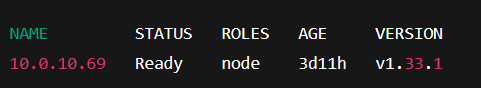 NAME STATUS ROLES AGE VERSION
10.0.10.69 Ready node 3d11h v1.33.1